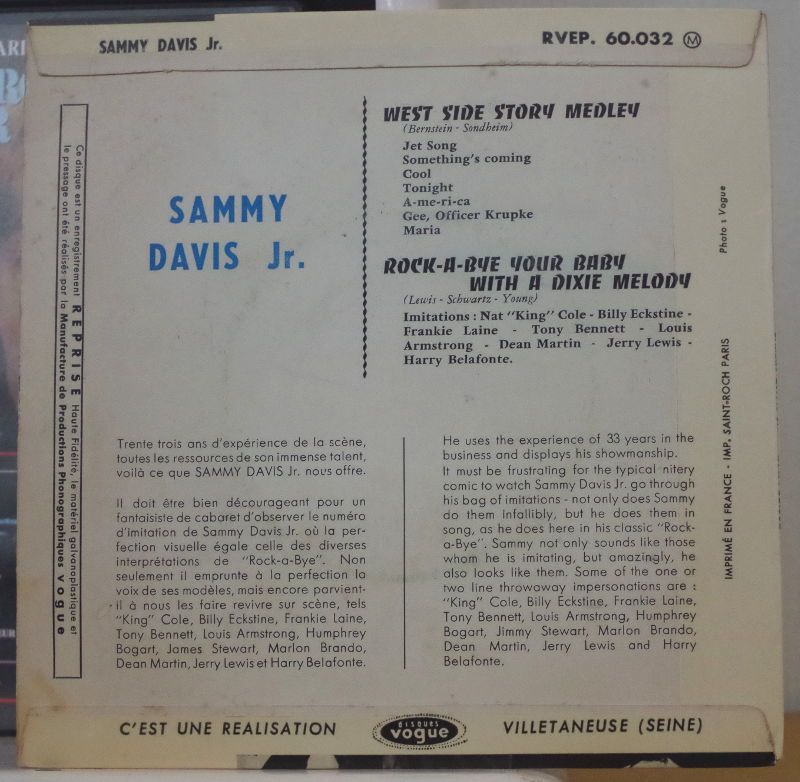 SAMMY DAVIS Jr.
RVEP. 60.032 M
WEST SIDE STORY MEDLEY
(Bernstein - Sondheim)
Jet Song
Something's coming
Cool
Tonight
A-me-ri-ca
Gee, Officer Krupke
Maria
SAMMY
DAVIS Jr.
ROCK-A-BYE YOUR BABY
WITH A DIXIE MELODY
(Lewis - Schwartz - Young)
Imitations : Nat "King" Cole - Billy Eckstine -
Frankie Laine - Tony Bennett - Louis
Armstrong - Dean Martin - Jerry Lewis -
Harry Belafonte.
Photo : Vogue
Ce disque est un enregistrement REPRISE Haute Fidélité, le matériel galvanoplastique et
le pressage ont été réalisés par la Manufacture de Productions Phonographiques vogue
Trente trois ans d'expérience de la scène,
toutes les ressources de son immense talent,
voilà ce que SAMMY DAVIS Jr. nous offre.
Il doit être bien décourageant pour un
fantaisiste de cabaret d'observer le numéro
d'imitation de Sammy Davis Jr. où la per-
fection visuelle égale celle des diverses
interprétations de "Rock-a-Bye". Non
seulement il emprunte à la perfection la
voix de ses modèles, mais encore parvient-
il à nous les faire revivre sur scène, tels
"King" Cole, Billy Eckstine, Frankie Laine,
Tony Bennett, Louis Armstrong, Humphrey
Bogart, James Stewart, Marlon Brando,
Dean Martin, Jerry Lewis et Harry Belafonte.
He uses the experience of 33 years in the
business and displays his showmanship.
It must be frustrating for the typical nitery
comic to watch Sammy Davis Jr. go through
his bag of imitations - not only does Sammy
do them infallibly, but he does them in
song, as he does here in his classic "Rock-
a-Bye". Sammy not only sounds like those
whom he is imitating, but amazingly, he
also looks like them. Some of the one or
two line throwaway impersonations are :
"King" Cole, Billy Eckstine, Frankie Laine,
Tony Bennett, Louis Armstrong, Humphrey
Bogart, Jimmy Stewart, Marlon Brando,
Dean Martin, Jerry Lewis and Harry
Belafonte.
IMPRIMÉ EN FRANCE - IMP. SAINT-ROCH PARIS
C'EST UNE REALISATION
disques
vogue
VILLETANEUSE (SEINE)